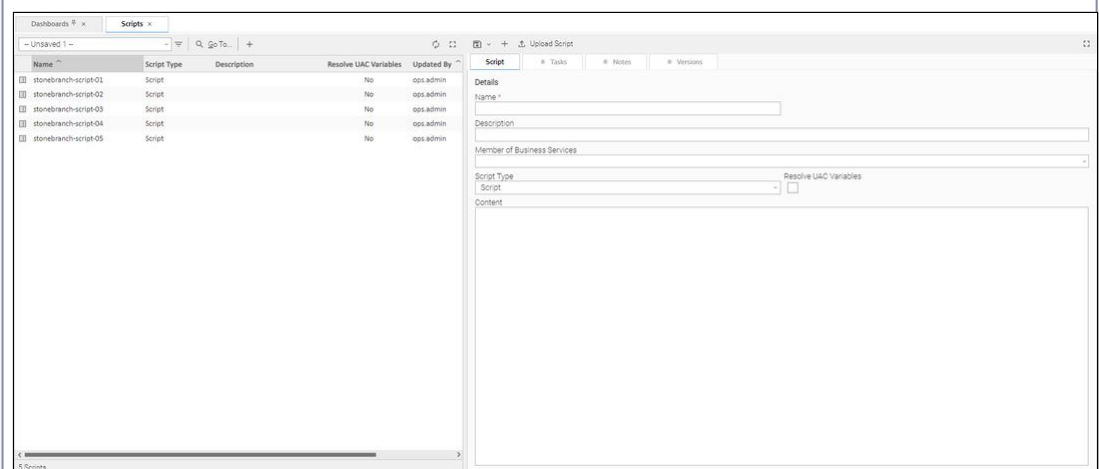 Dashboards
Scripts
-- Unsaved 1 --
Go To...
Upload Script
Name
Script Type
Description
Resolve UAC Variables
Updated By
stonebranch-script-01 Script No ops.admin
stonebranch-script-02 Script No ops.admin
stonebranch-script-03 Script No ops.admin
stonebranch-script-04 Script No ops.admin
stonebranch-script-05 Script No ops.admin
5 Scripts
Script
Tasks
Notes
Versions
Details
Name *
Description
Member of Business Services
Script Type
Resolve UAC Variables
Script
Content